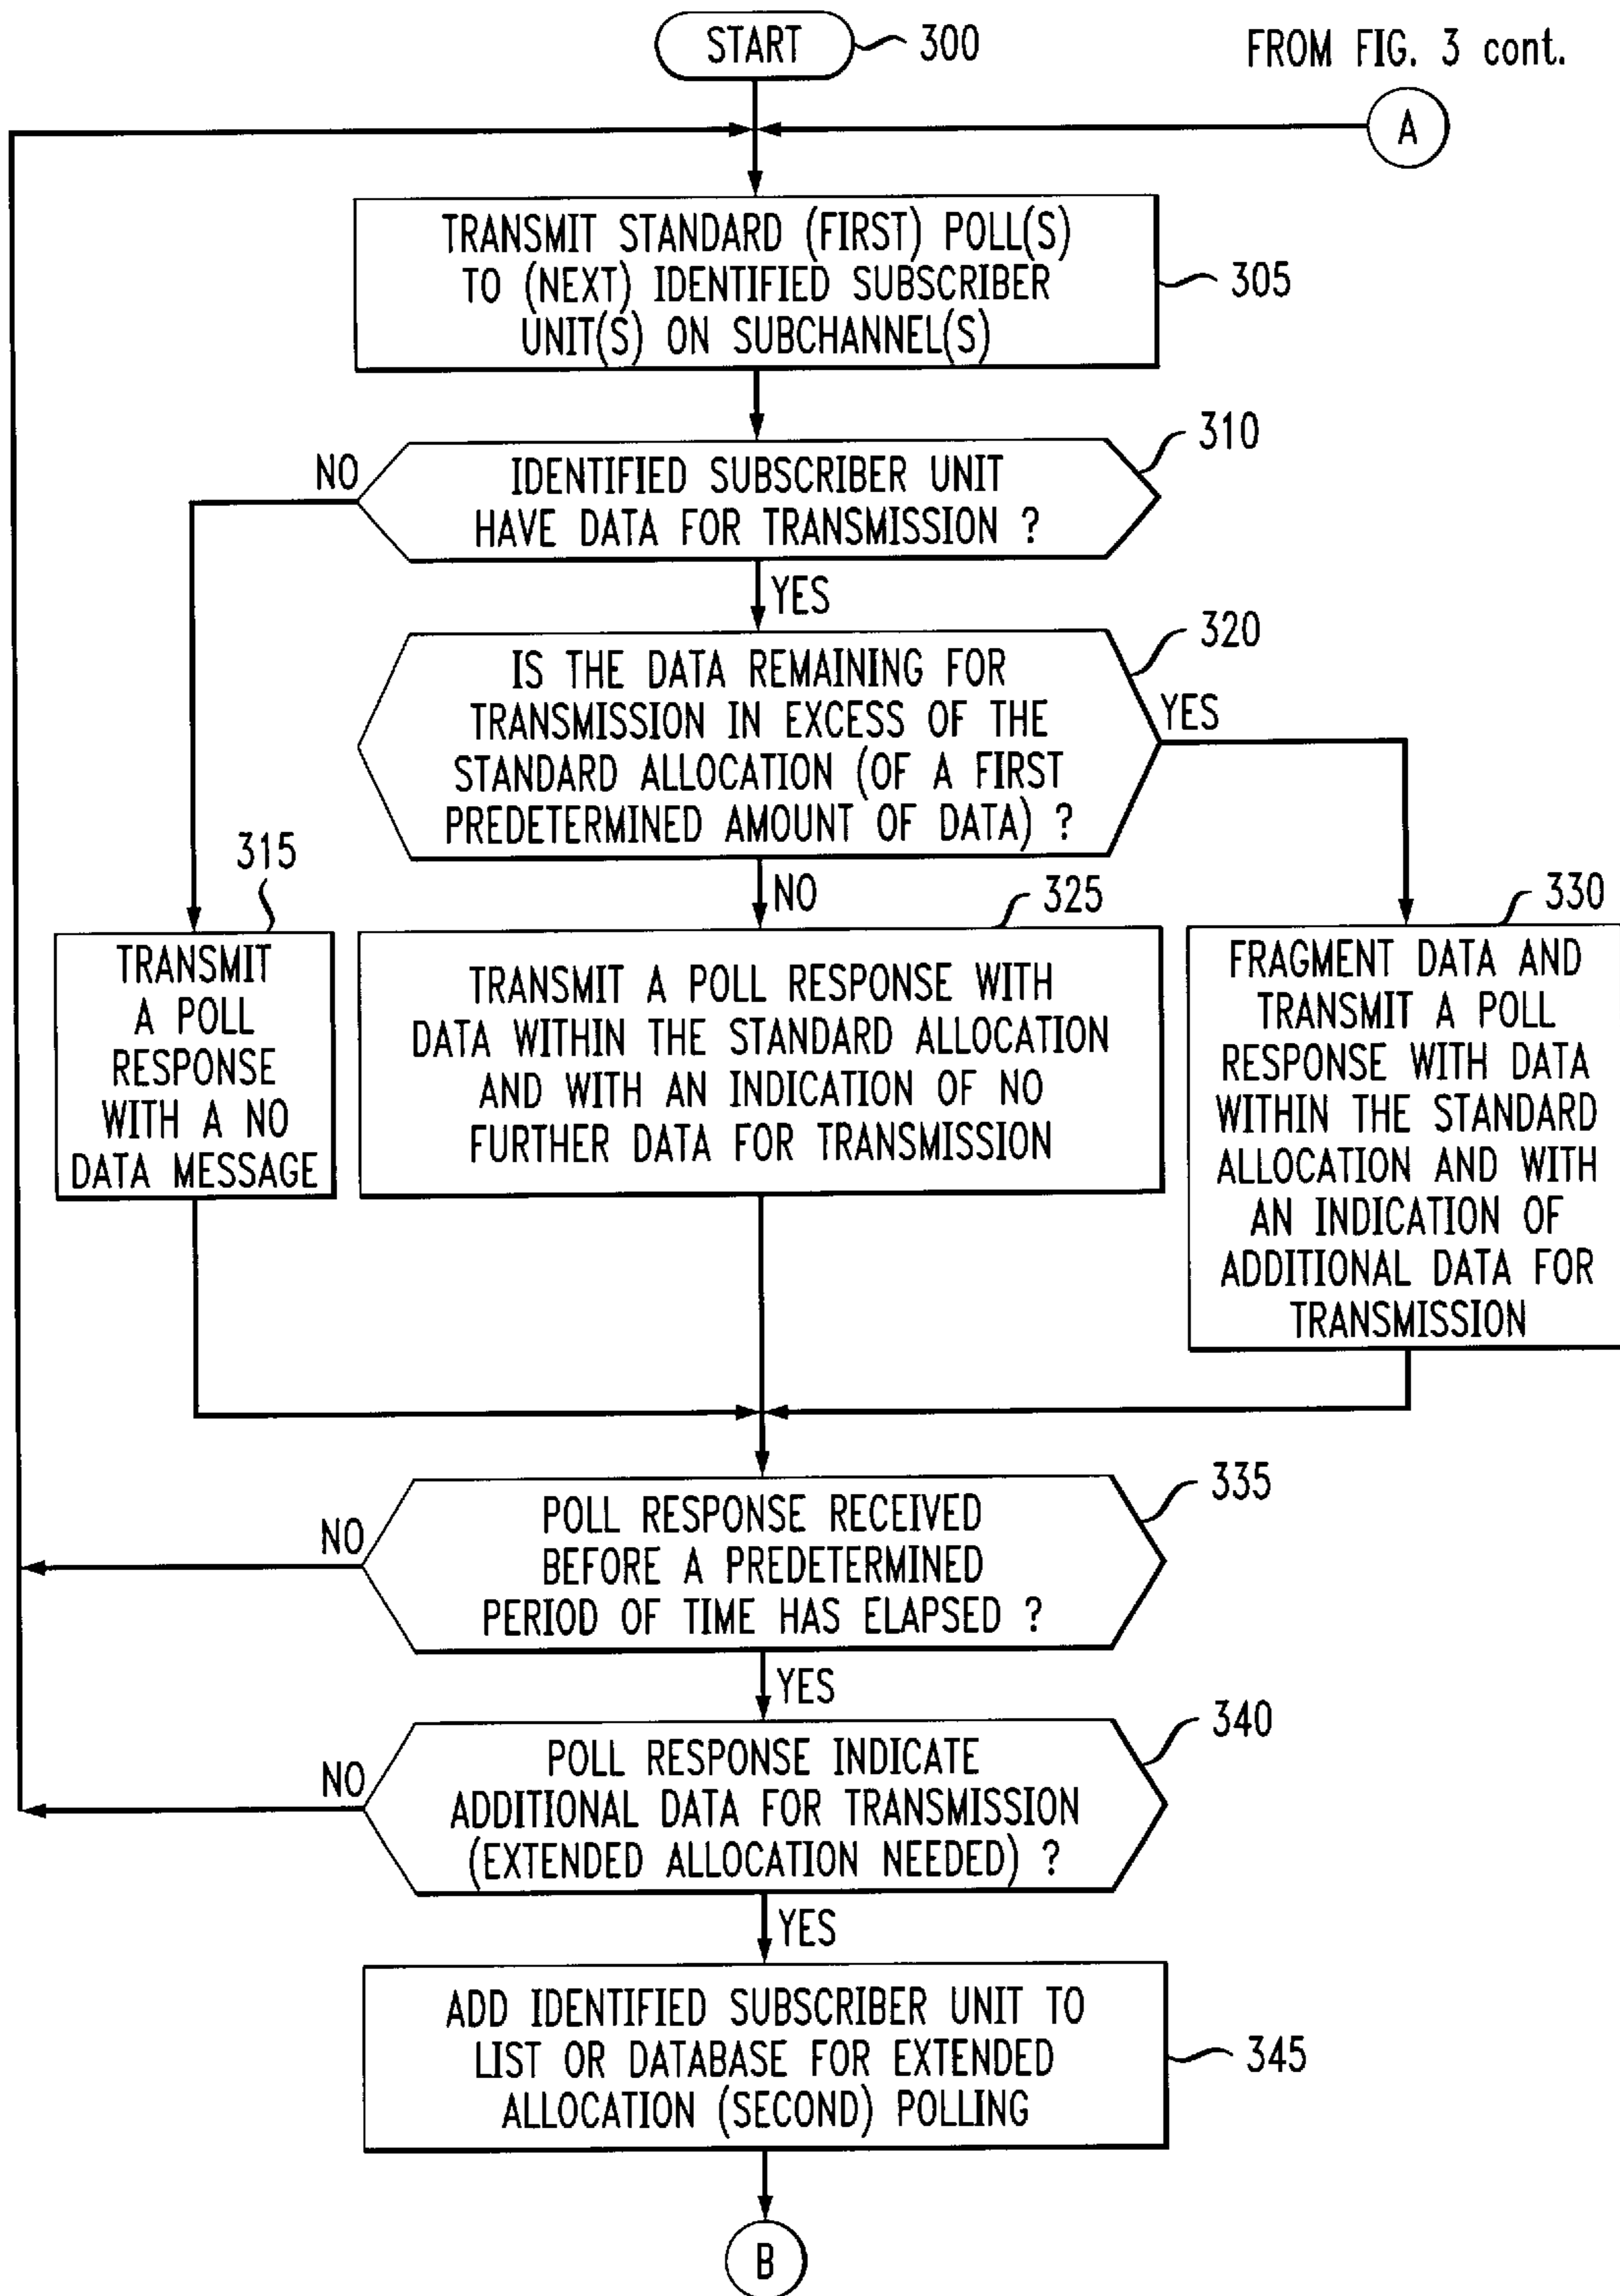 START
300
FROM FIG. 3 cont.
A
TRANSMIT STANDARD (FIRST) POLL(S)
TO (NEXT) IDENTIFIED SUBSCRIBER
UNIT(S) ON SUBCHANNEL(S)
305
310
NO
IDENTIFIED SUBSCRIBER UNIT
HAVE DATA FOR TRANSMISSION ?
YES
320
IS THE DATA REMAINING FOR
TRANSMISSION IN EXCESS OF THE
STANDARD ALLOCATION (OF A FIRST
PREDETERMINED AMOUNT OF DATA) ?
YES
315
NO
325
330
TRANSMIT
A POLL
RESPONSE
WITH A NO
DATA MESSAGE
TRANSMIT A POLL RESPONSE WITH
DATA WITHIN THE STANDARD ALLOCATION
AND WITH AN INDICATION OF NO
FURTHER DATA FOR TRANSMISSION
FRAGMENT DATA AND
TRANSMIT A POLL
RESPONSE WITH DATA
WITHIN THE STANDARD
ALLOCATION AND WITH
AN INDICATION OF
ADDITIONAL DATA FOR
TRANSMISSION
335
NO
POLL RESPONSE RECEIVED
BEFORE A PREDETERMINED
PERIOD OF TIME HAS ELAPSED ?
YES
340
NO
POLL RESPONSE INDICATE
ADDITIONAL DATA FOR TRANSMISSION
(EXTENDED ALLOCATION NEEDED) ?
YES
ADD IDENTIFIED SUBSCRIBER UNIT TO
LIST OR DATABASE FOR EXTENDED
ALLOCATION (SECOND) POLLING
345
B